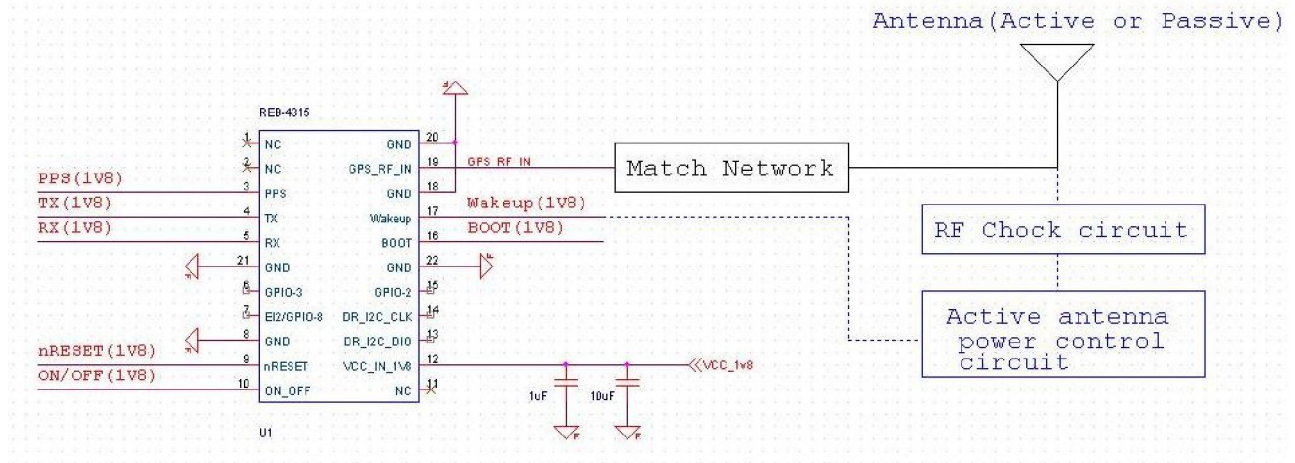 Antenna(Active or Passive)
REB-4315
1 NC GND 20
2 NC GPS_RF_IN 19 GPS RF IN
Match Network
PPS(1V8) 3 PPS GND 18
TX(1V8) 4 TX Wakeup 17 Wakeup(1V8)
RX(1V8) 5 RX BOOT 16 BOOT(1V8)
RF Chock circuit
21 GND GND 22
6 GPIO-3 GPIO-2 15
7 EI2/GPIO-8 DR_I2C_CLK 14
Active antenna
power control
circuit
8 GND DR_I2C_DIO 13
nRESET(1V8) 9 nRESET VCC_IN_1V8 12 VCC_1v8
ON/OFF(1V8) 10 ON_OFF NC 11
1uF 10uF
U1